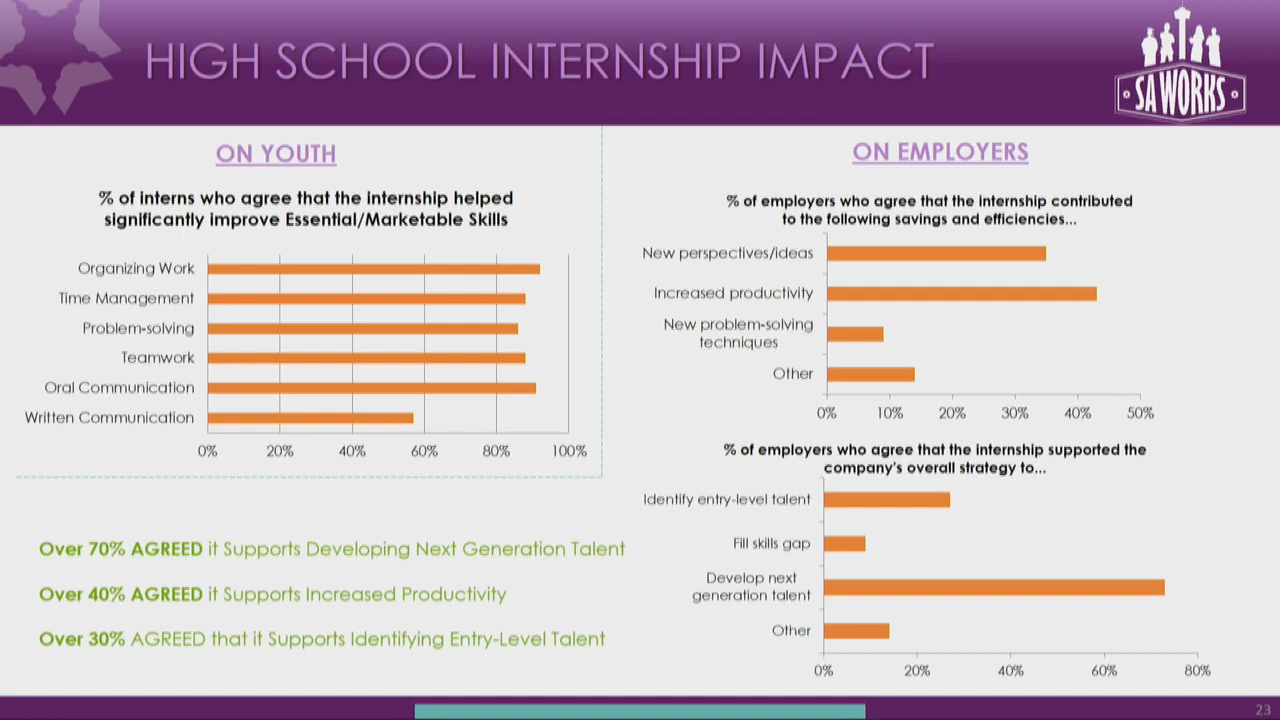 HIGH SCHOOL INTERNSHIP IMPACT
SA WORKS
ON YOUTH
% of interns who agree that the internship helped
significantly improve Essential/Marketable Skills
Organizing Work
Time Management
Problem-solving
Teamwork
Oral Communication
Written Communication
0% 20% 40% 60% 80% 100%
Over 70% AGREED it Supports Developing Next Generation Talent
Over 40% AGREED it Supports Increased Productivity
Over 30% AGREED that it Supports Identifying Entry-Level Talent
ON EMPLOYERS
% of employers who agree that the internship contributed
to the following savings and efficiencies...
New perspectives/ideas
Increased productivity
New problem-solving
techniques
Other
0% 10% 20% 30% 40% 50%
% of employers who agree that the internship supported the
company's overall strategy to...
Identify entry-level talent
Fill skills gap
Develop next
generation talent
Other
0% 20% 40% 60% 80%
23